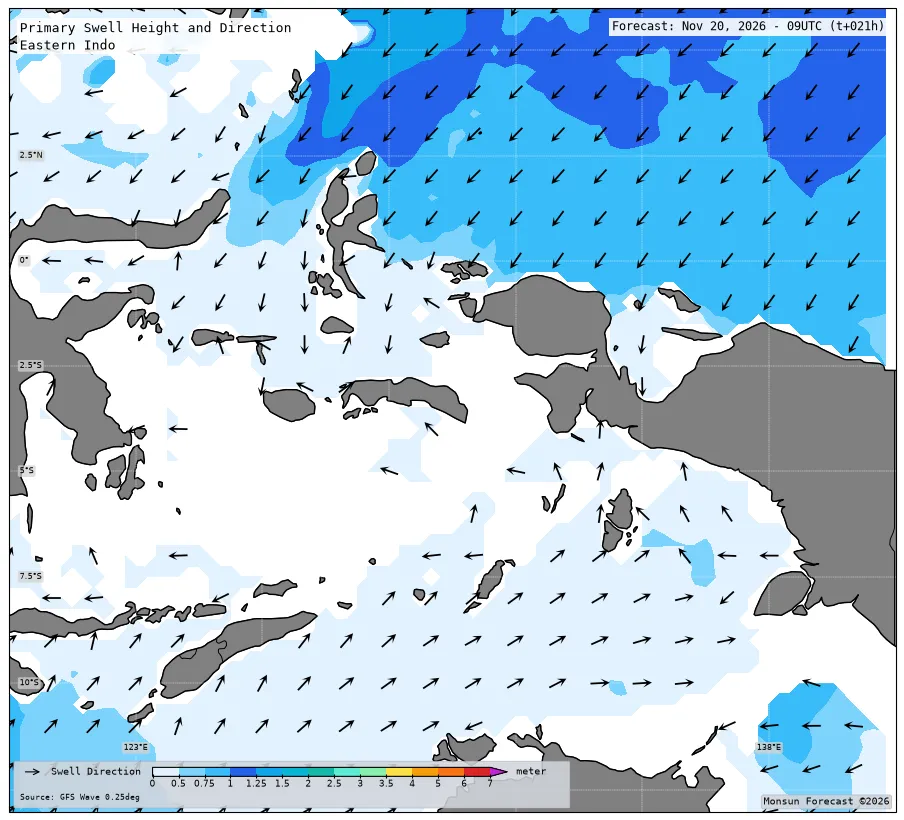 Primary Swell Height and Direction
Eastern Indo
Forecast: Nov 20, 2026 - 09UTC (t+021h)
2.5°N
0°
2.5°S
5°S
7.5°S
10°S
123°E
138°E
Swell Direction
meter
0 0.5 0.75 1 1.25 1.5 2 2.5 3 3.5 4 5 6 7
Source: GFS Wave 0.25deg
Monsun Forecast ©2026